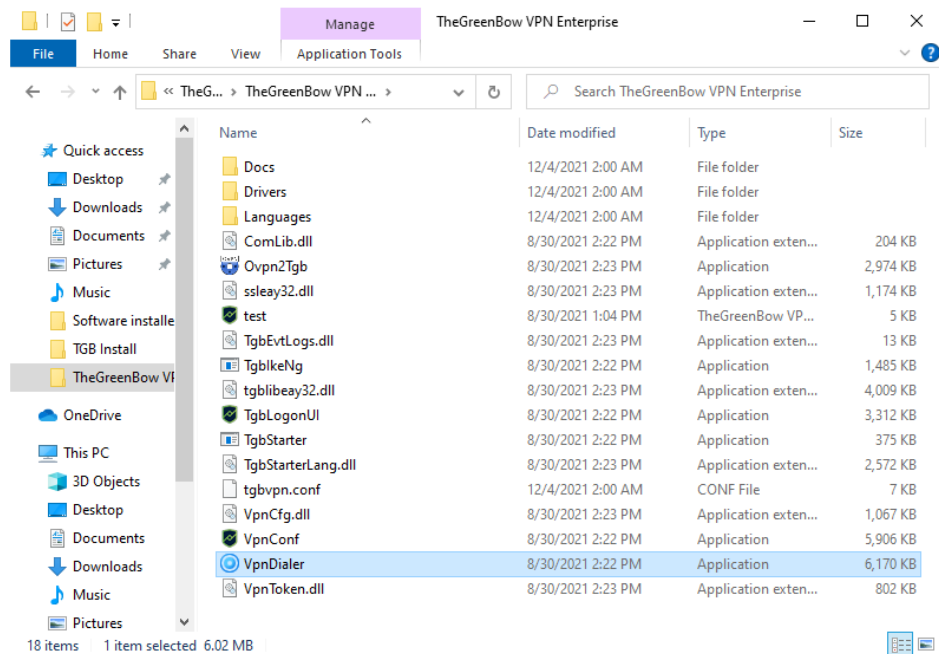 Manage
TheGreenBow VPN Enterprise
File Home Share View Application Tools
« TheG... › TheGreenBow VPN ... ›
Search TheGreenBow VPN Enterprise
Name Date modified Type Size
Quick access
Desktop
Downloads
Documents
Pictures
Music
Software installe
TGB Install
TheGreenBow VP
OneDrive
This PC
3D Objects
Desktop
Documents
Downloads
Music
Pictures
Docs 12/4/2021 2:00 AM File folder
Drivers 12/4/2021 2:00 AM File folder
Languages 12/4/2021 2:00 AM File folder
ComLib.dll 8/30/2021 2:22 PM Application exten... 204 KB
Ovpn2Tgb 8/30/2021 2:23 PM Application 2,974 KB
ssleay32.dll 8/30/2021 2:23 PM Application exten... 1,174 KB
test 8/30/2021 1:04 PM TheGreenBow VP... 5 KB
TgbEvtLogs.dll 8/30/2021 2:23 PM Application exten... 13 KB
TgbIkeNg 8/30/2021 2:22 PM Application 1,485 KB
tgblibeay32.dll 8/30/2021 2:23 PM Application exten... 4,009 KB
TgbLogonUI 8/30/2021 2:22 PM Application 3,312 KB
TgbStarter 8/30/2021 2:22 PM Application 375 KB
TgbStarterLang.dll 8/30/2021 2:23 PM Application exten... 2,572 KB
tgbvpn.conf 12/4/2021 2:00 AM CONF File 7 KB
VpnCfg.dll 8/30/2021 2:23 PM Application exten... 1,067 KB
VpnConf 8/30/2021 2:22 PM Application 5,906 KB
VpnDialer 8/30/2021 2:22 PM Application 6,170 KB
VpnToken.dll 8/30/2021 2:23 PM Application exten... 802 KB
18 items 1 item selected 6.02 MB